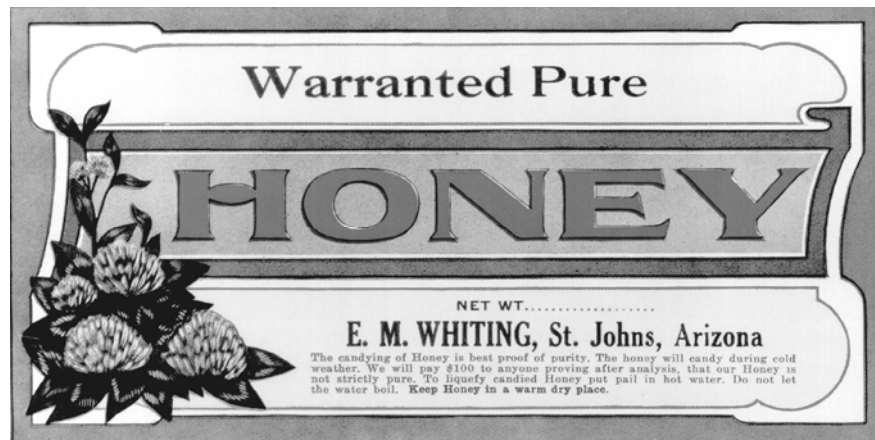 Warranted Pure
HONEY
NET WT...................
E. M. WHITING, St. Johns, Arizona
The candying of Honey is best proof of purity. The honey will candy during cold
weather. We will pay $100 to anyone proving after analysis, that our Honey is
not strictly pure. To liquefy candied Honey put pail in hot water. Do not let
the water boil. Keep Honey in a warm dry place.